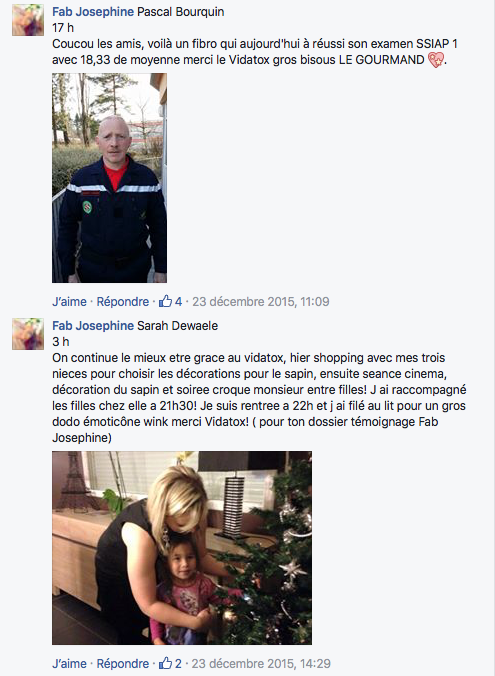 Fab Josephine Pascal Bourquin
17 h
Coucou les amis, voilà un fibro qui aujourd'hui à réussi son examen SSIAP 1
avec 18,33 de moyenne merci le Vidatox gros bisous LE GOURMAND 💝.
J'aime · Répondre · 4 · 23 décembre 2015, 11:09
Fab Josephine Sarah Dewaele
3 h
On continue le mieux etre grace au vidatox, hier shopping avec mes trois
nieces pour choisir les décorations pour le sapin, ensuite seance cinema,
décoration du sapin et soiree croque monsieur entre filles! J ai raccompagné
les filles chez elle a 21h30! Je suis rentree a 22h et j ai filé au lit pour un gros
dodo émoticône wink merci Vidatox! ( pour ton dossier témoignage Fab
Josephine)
J'aime · Répondre · 2 · 23 décembre 2015, 14:29